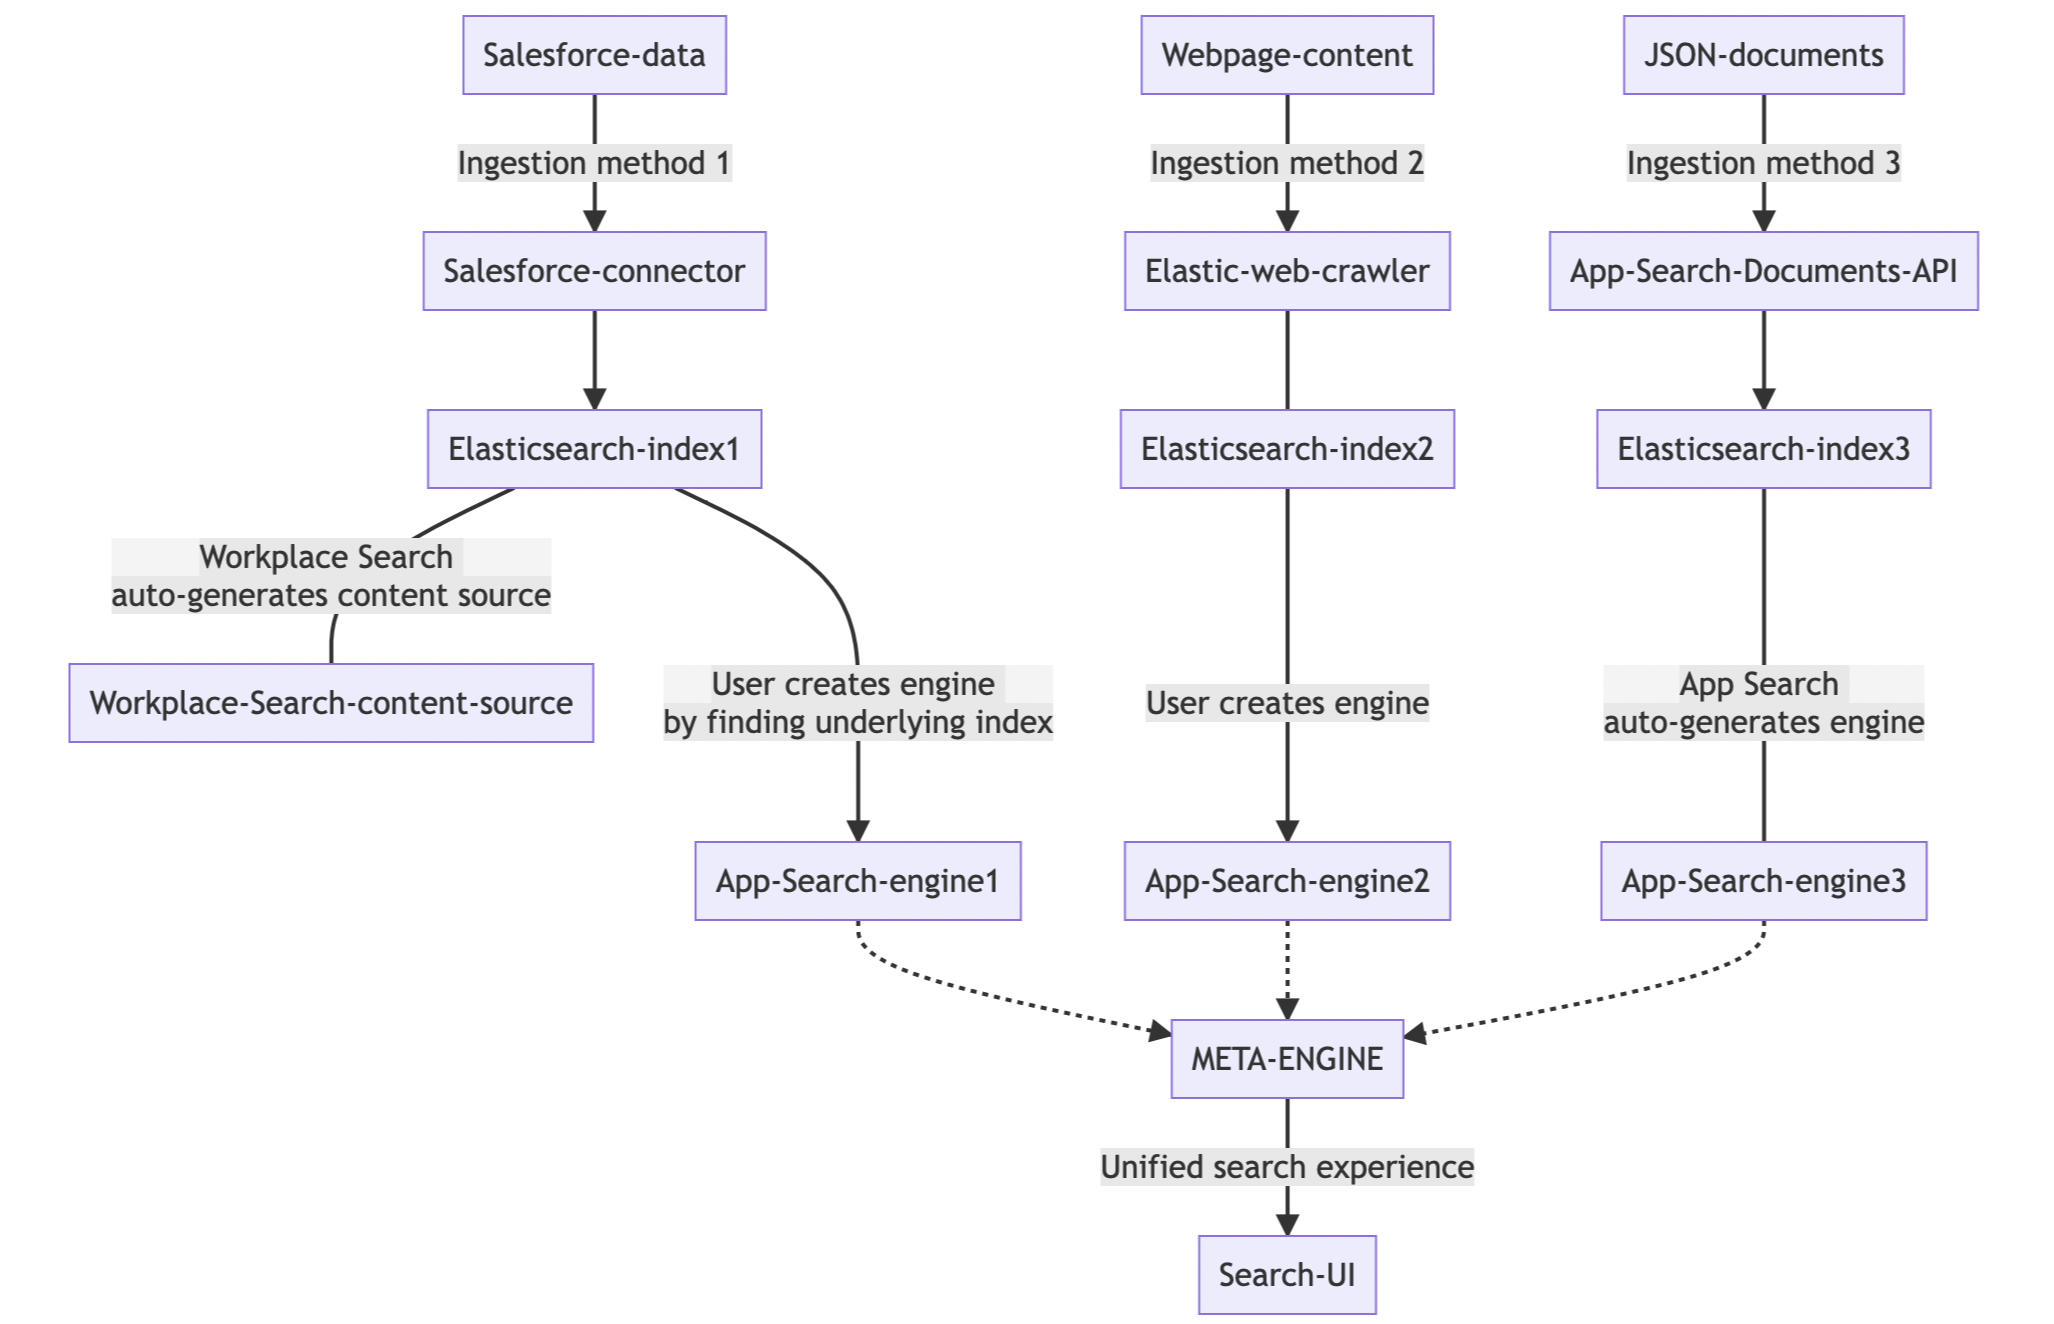 Salesforce-data
Webpage-content
JSON-documents
Ingestion method 1
Ingestion method 2
Ingestion method 3
Salesforce-connector
Elastic-web-crawler
App-Search-Documents-API
Elasticsearch-index1
Elasticsearch-index2
Elasticsearch-index3
Workplace Search
auto-generates content source
Workplace-Search-content-source
User creates engine
by finding underlying index
User creates engine
App Search
auto-generates engine
App-Search-engine1
App-Search-engine2
App-Search-engine3
META-ENGINE
Unified search experience
Search-UI